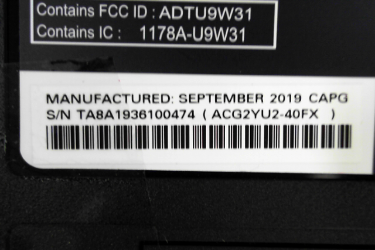 Contains FCC ID : ADTU9W31
Contains IC : 1178A-U9W31
MANUFACTURED: SEPTEMBER 2019 CAPG
S/N TA8A1936100474 ( ACG2YU2-40FX )